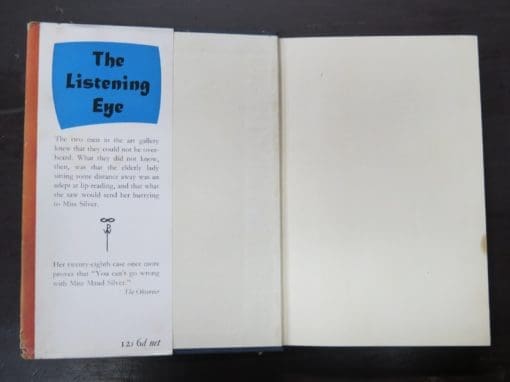 The
Listening
Eye
The two men in the art gallery
knew that they could not be over-
heard. What they did not know,
then, was that the elderly lady
sitting some distance away was an
adept at lip-reading, and that what
she saw would send her hurrying
to Miss Silver.
Her twenty-eighth case once more
proves that "You can't go wrong
with Miss Maud Silver."
The Observer
12s 6d net